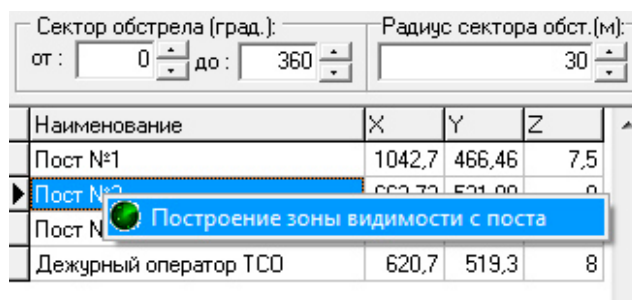 Сектор обстрела (град.): Радиус сектора обст.(м):
от : 0 до : 360 30
Наименование X Y Z
Пост №1 1042,7 466,46 7,5
Пост
Построение зоны видимости с поста
Пост
Дежурный оператор ТСО 620,7 519,3 8